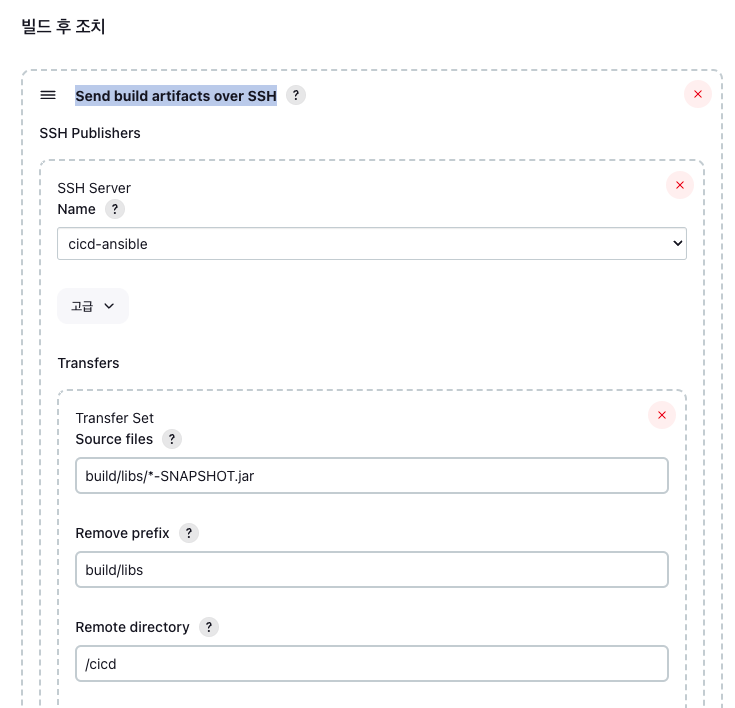 빌드 후 조치
Send build artifacts over SSH ?
SSH Publishers
SSH Server
Name ?
cicd-ansible
고급
Transfers
Transfer Set
Source files ?
build/libs/*-SNAPSHOT.jar
Remove prefix ?
build/libs
Remote directory ?
/cicd